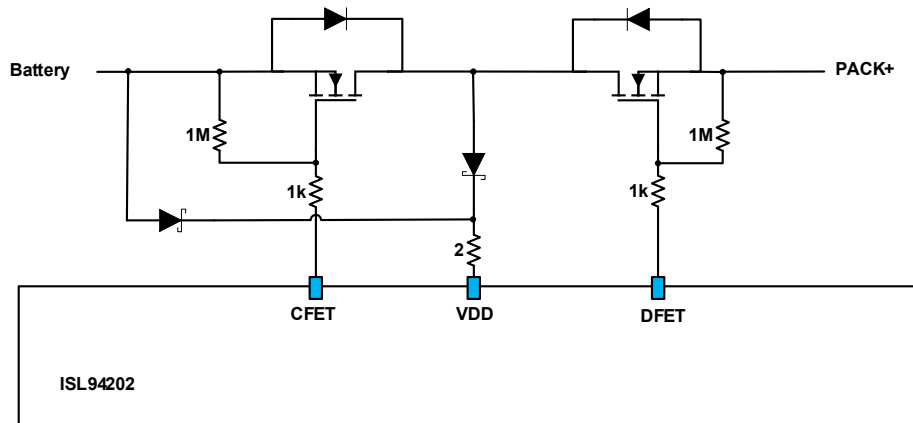 Battery
PACK+
1M
1M
1k
1k
2
CFET
VDD
DFET
ISL94202